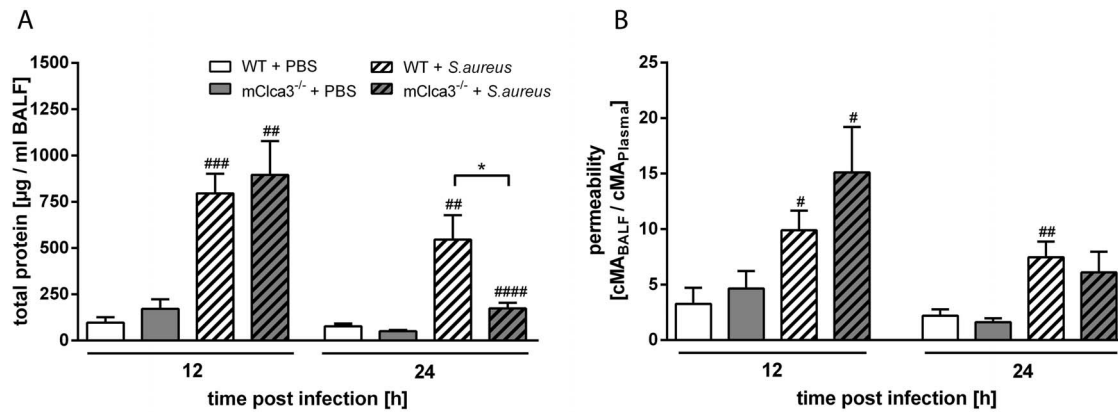 A
total protein [µg / ml BALF]
1500
1250
1000
750
500
250
0
WT + PBS
mClca3-/- + PBS
WT + S.aureus
mClca3-/- + S.aureus
###
##
##
*
####
12
24
time post infection [h]
B
permeability
[cMABALF / cMAPlasma]
25
20
15
10
5
0
#
#
##
12
24
time post infection [h]